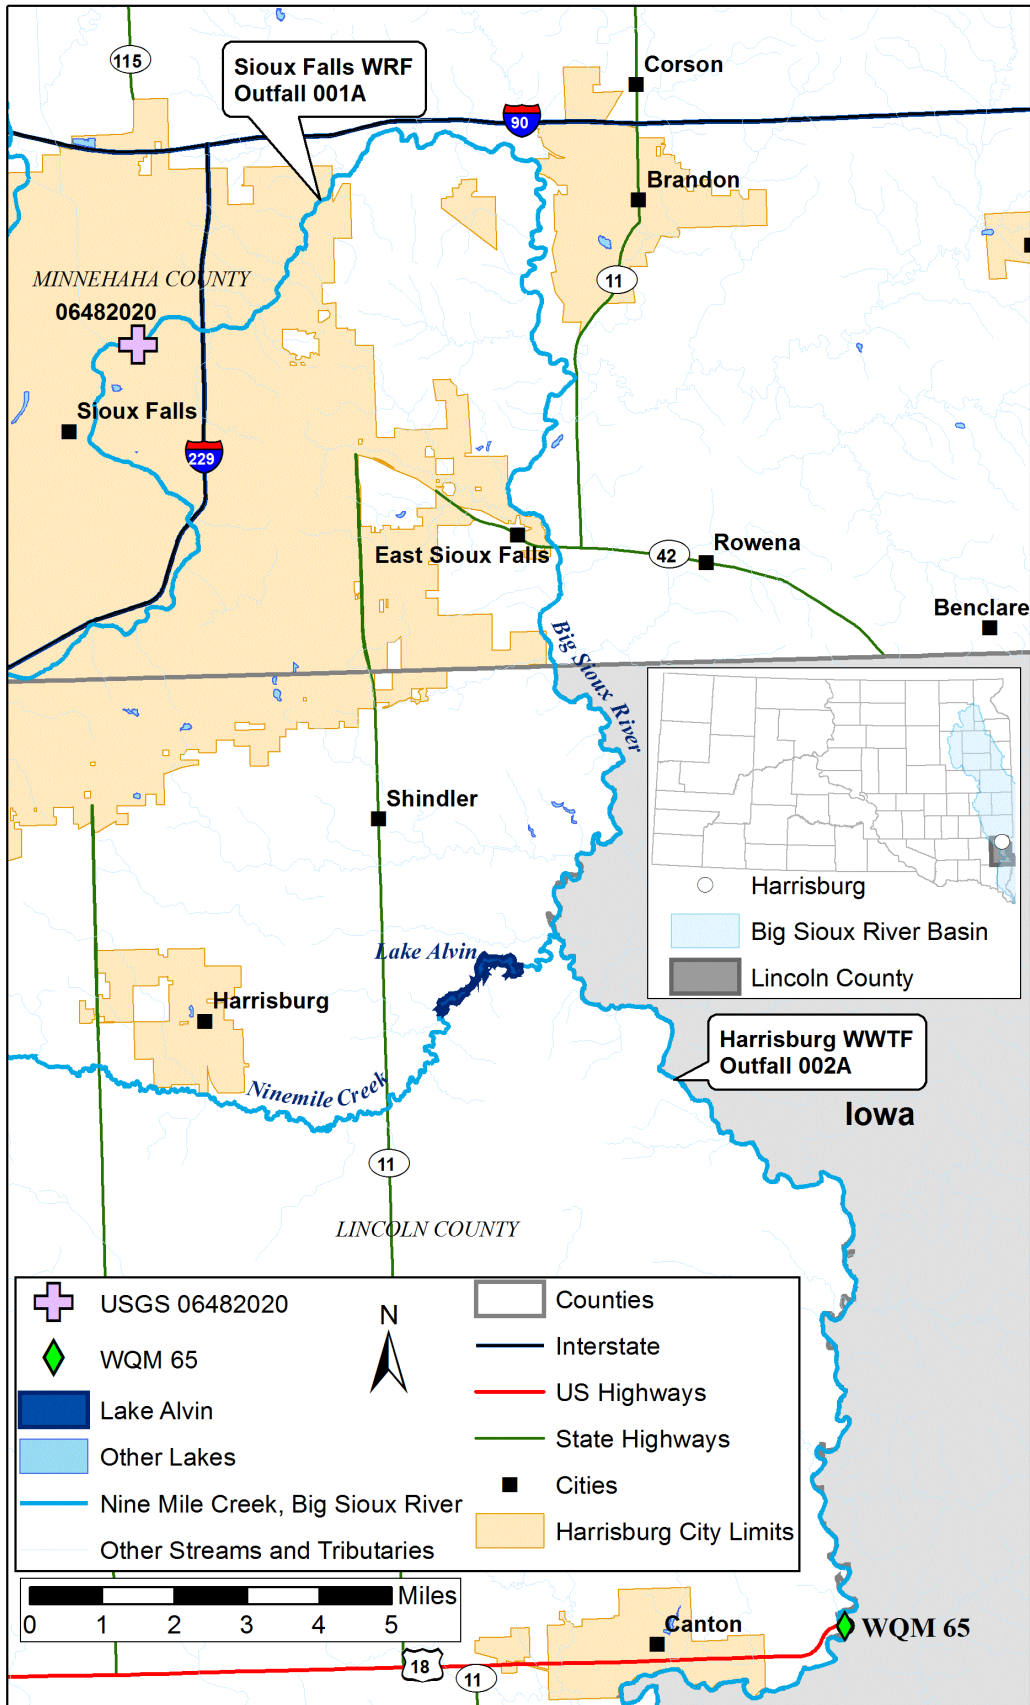 115
Sioux Falls WRF
Outfall 001A
Corson
90
Brandon
MINNEHAHA COUNTY
11
06482020
Sioux Falls
229
East Sioux Falls
42
Rowena
Benclare
Big Sioux River
Shindler
Harrisburg
Big Sioux River Basin
Lincoln County
Lake Alvin
Harrisburg
Harrisburg WWTF
Outfall 002A
Iowa
Ninemile Creek
11
LINCOLN COUNTY
USGS 06482020
WQM 65
Lake Alvin
Other Lakes
Nine Mile Creek, Big Sioux River
Other Streams and Tributaries
N
Counties
Interstate
US Highways
State Highways
Cities
Harrisburg City Limits
Miles
0 1 2 3 4 5
Canton
WQM 65
18
11